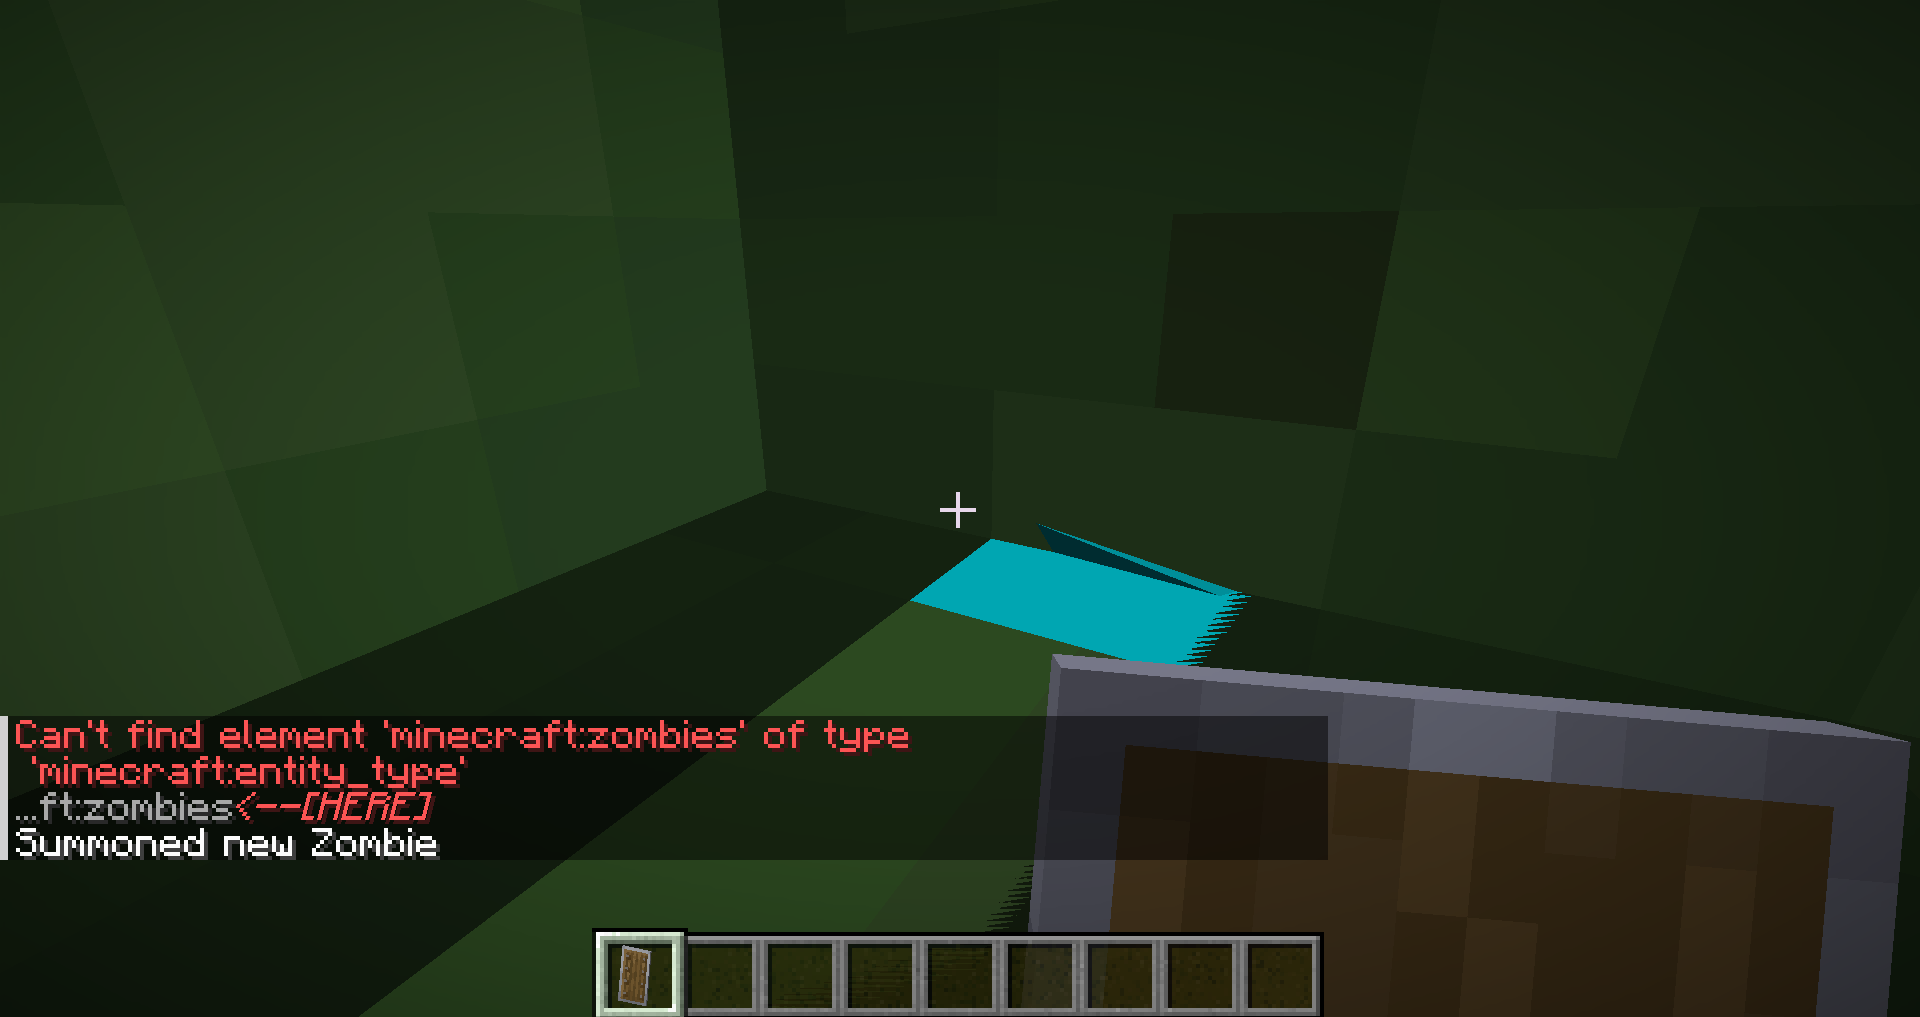 Can't find element 'minecraft:zombies' of type
'minecraft:entity_type'
...ft:zombies<--[HERE]
Summoned new Zombie